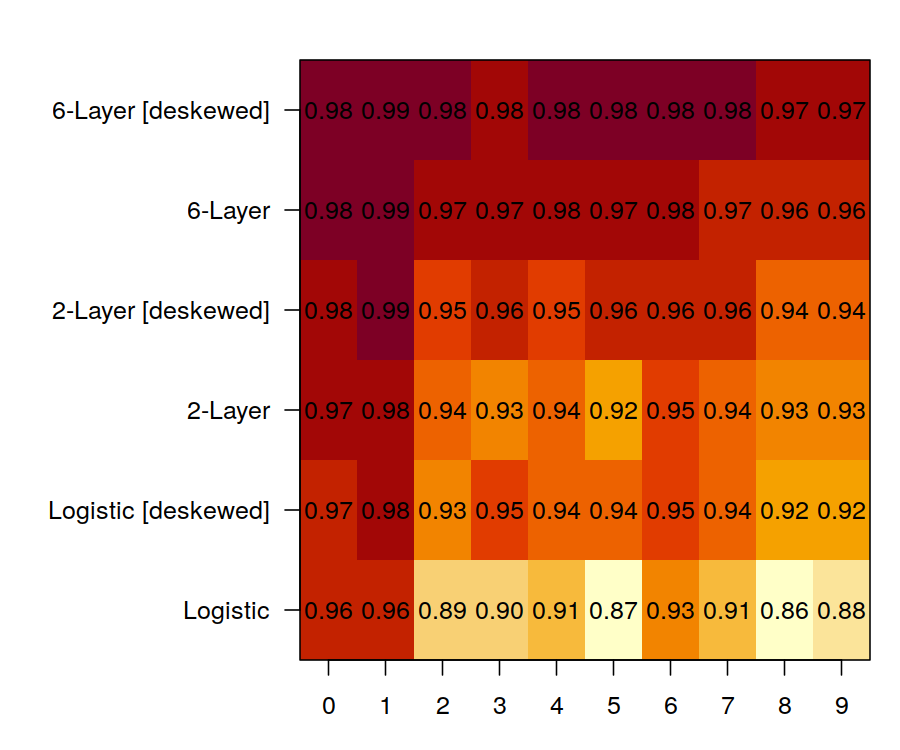 6-Layer [deskewed] 0.98 0.99 0.98 0.98 0.98 0.98 0.98 0.98 0.97 0.97
6-Layer 0.98 0.99 0.97 0.97 0.98 0.97 0.98 0.97 0.96 0.96
2-Layer [deskewed] 0.98 0.99 0.95 0.96 0.95 0.96 0.96 0.96 0.94 0.94
2-Layer 0.97 0.98 0.94 0.93 0.94 0.92 0.95 0.94 0.93 0.93
Logistic [deskewed] 0.97 0.98 0.93 0.95 0.94 0.94 0.95 0.94 0.92 0.92
Logistic 0.96 0.96 0.89 0.90 0.91 0.87 0.93 0.91 0.86 0.88
0 1 2 3 4 5 6 7 8 9